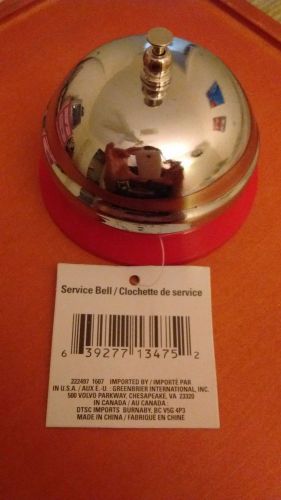 Service Bell / Clochette de service
6 39277 13475 2
222497 1607 IMPORTED BY / IMPORTÉ PAR
IN U.S.A. / AUX É.-U. GREENBRIER INTERNATIONAL, INC.
500 VOLVO PARKWAY, CHESAPEAKE, VA 23320
IN CANADA / AU CANADA
DTSC IMPORTS BURNABY, BC V5G 4P3
MADE IN CHINA / FABRIQUÉ EN CHINE